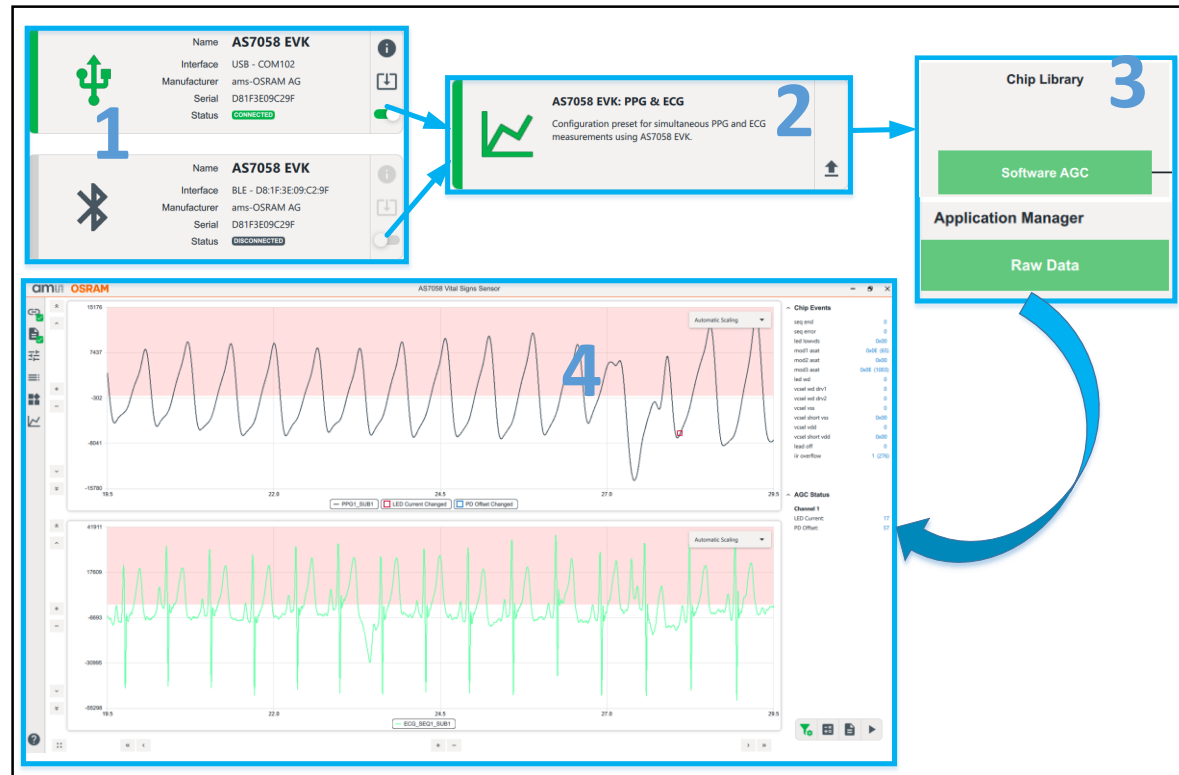 1
Name AS7058 EVK
Interface USB - COM102
Manufacturer ams-OSRAM AG
Serial D81F3E09C29F
Status CONNECTED
Name AS7058 EVK
Interface BLE - D8:1F:3E:09:C2:9F
Manufacturer ams-OSRAM AG
Serial D81F3E09C29F
Status DISCONNECTED
2
AS7058 EVK: PPG & ECG
Configuration preset for simultaneous PPG and ECG
measurements using AS7058 EVK.
3
Chip Library
Software AGC
Application Manager
Raw Data
4
amu OSRAM
AS7058 Vital Signs Sensor
15176
Automatic Scaling
7437
-302
-8041
-15780
19.5 22.0 24.5 27.0 29.5
PPG1_SUB1 LED Current Changed PD Offset Changed
41911
Automatic Scaling
17609
-6693
-30995
-55298
19.5 22.0 24.5 27.0 29.5
ECG_SEQ1_SUB1
Chip Events
seq end 0
seq error 0
led lowvds 0x00
mod1 asat 0x0E (65)
mod2 asat 0x00
mod3 asat 0x0E (1003)
led wd 0
vcsel wd drv1 0
vcsel wd drv2 0
vcsel vss 0
vcsel short vss 0x00
vcsel vdd 0
vcsel short vdd 0x00
lead off 0
iir overflow 1 (276)
AGC Status
Channel 1
LED Current: 17
PD Offset: 57